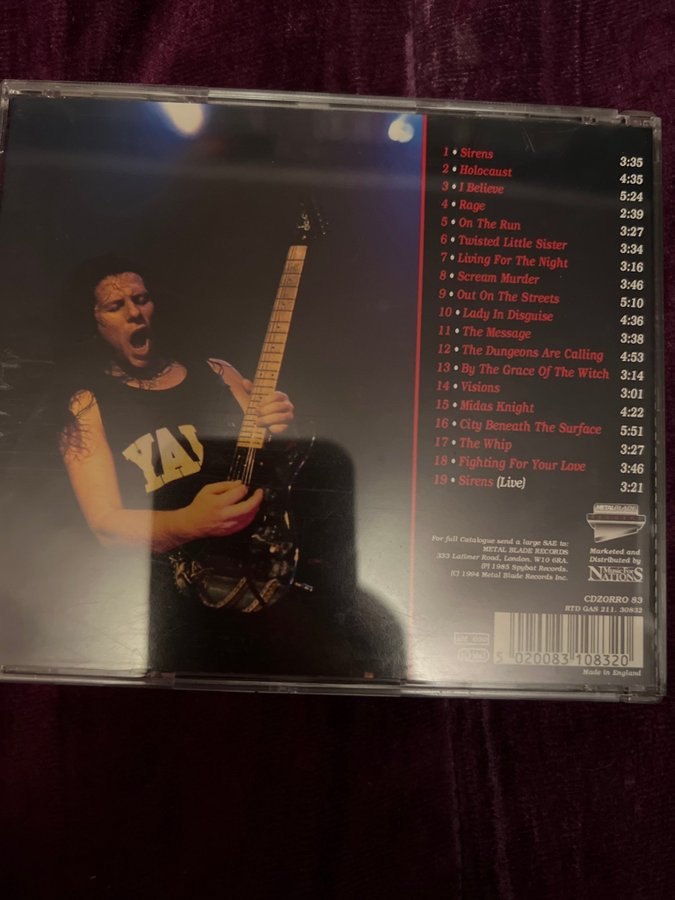 1 • Sirens 3:35
2 • Holocaust 4:35
3 • I Believe 5:24
4 • Rage 2:39
5 • On The Run 3:27
6 • Twisted Little Sister 3:34
7 • Living For The Night 3:16
8 • Scream Murder 3:46
9 • Out On The Streets 5:10
10 • Lady In Disguise 4:36
11 • The Message 3:38
12 • The Dungeons Are Calling 4:53
13 • By The Grace Of The Witch 3:14
14 • Visions 3:01
15 • Midas Knight 4:22
16 • City Beneath The Surface 5:51
17 • The Whip 3:27
18 • Fighting For Your Love 3:46
19 • Sirens (Live) 3:21
YA
METAL BLADE
For full Catalogue send a large SAE to:
METAL BLADE RECORDS
333 Latimer Road, London. W10 6RA.
(P) 1985 Spybot Records.
(C) 1994 Metal Blade Records Inc.
Marketed and
Distributed by
Music For
NATIONS
CDZORRO 83
RTD GAS 211. 30832
5 020083 108320
Made in England